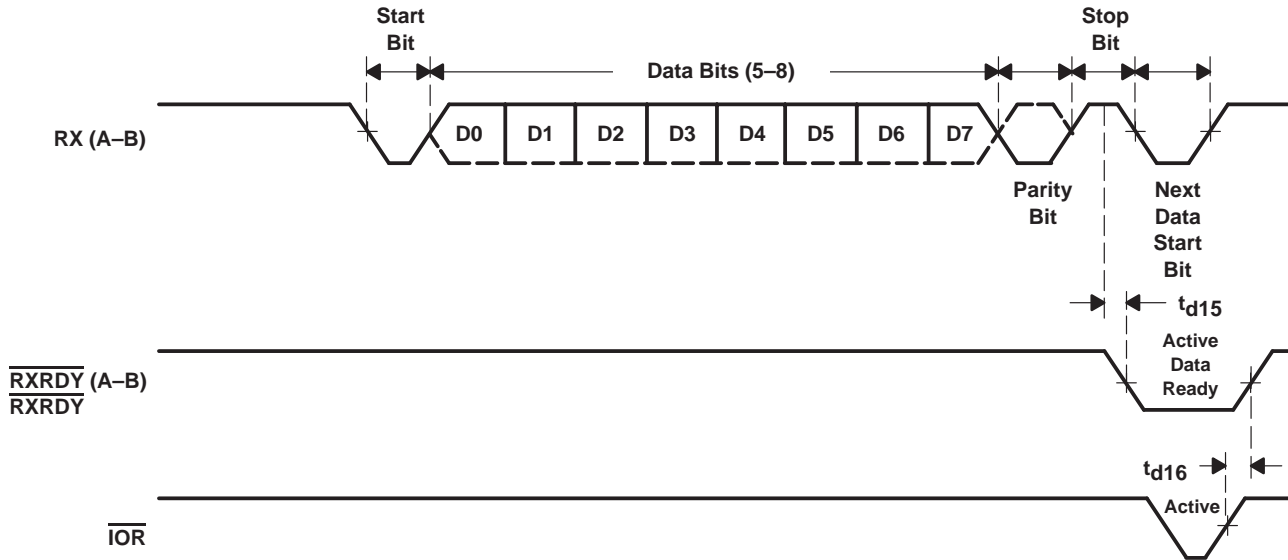 Start
Bit
Data Bits (5–8)
Stop
Bit
RX (A–B)
D0
D1
D2
D3
D4
D5
D6
D7
Parity
Bit
Next
Data
Start
Bit
td15
RXRDY (A–B)
RXRDY
Active
Data
Ready
td16
IOR
Active